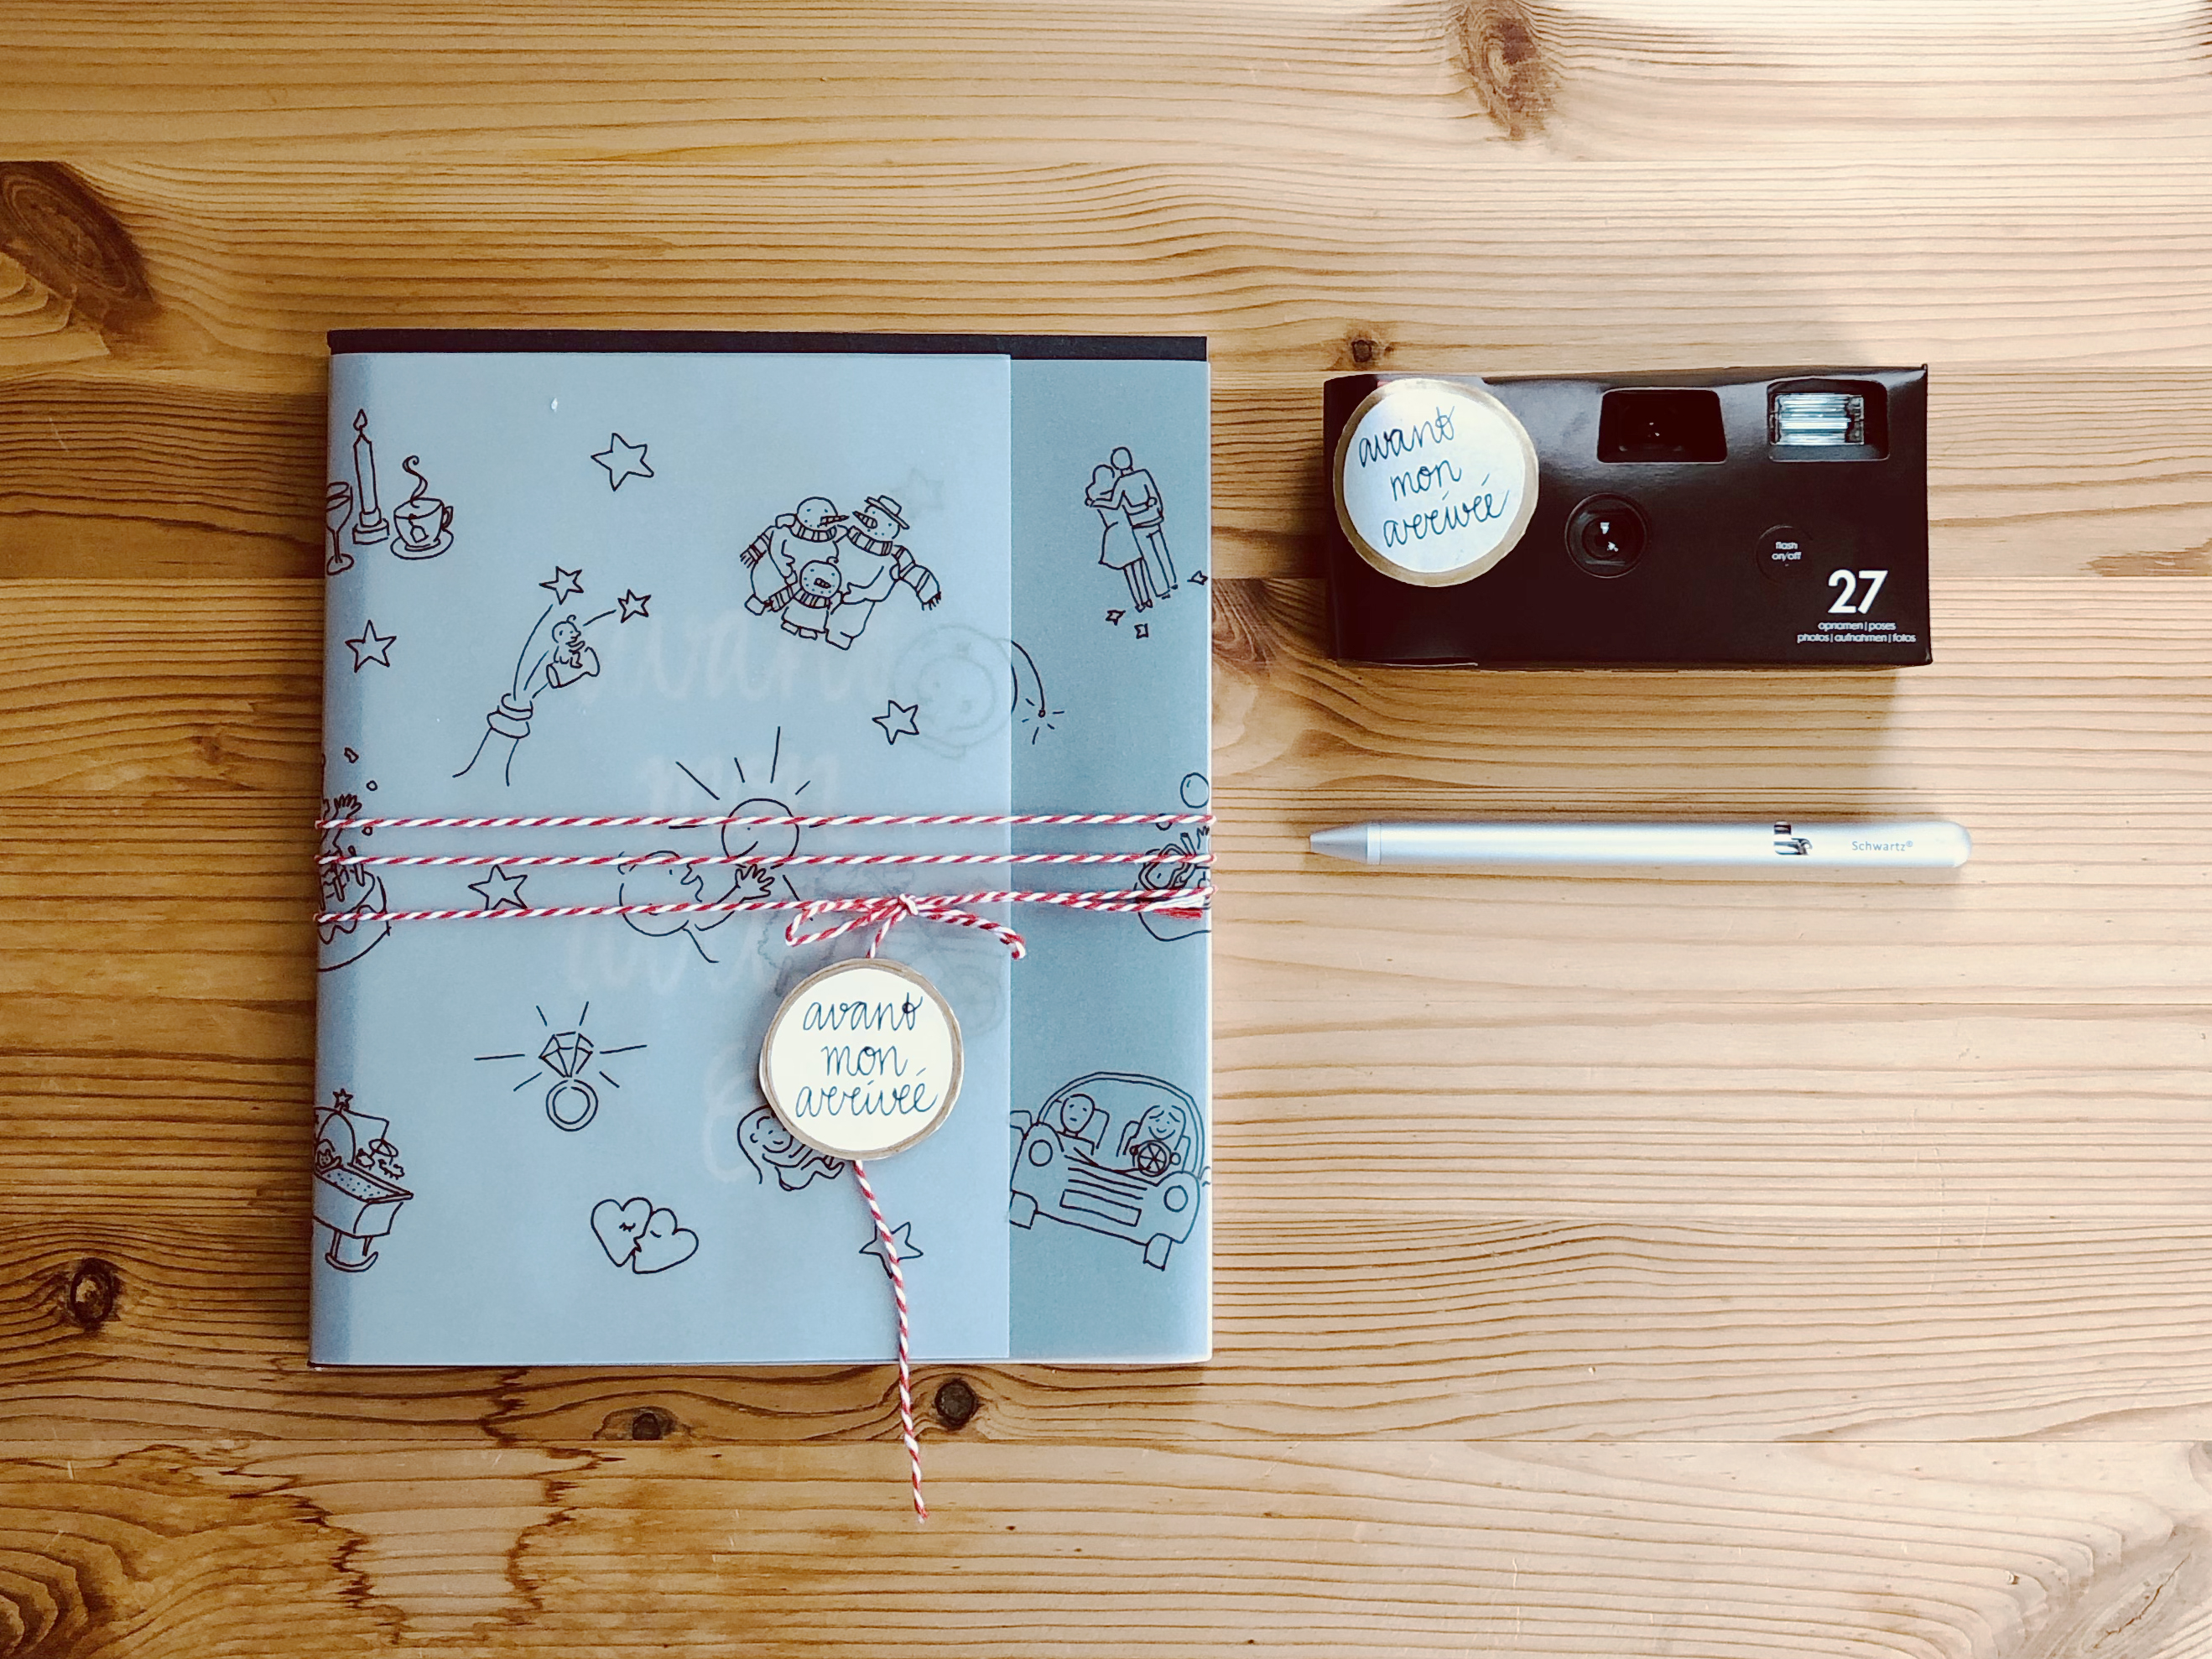 avant
mon
arrivée
avant
mon
arrivée
flash
on/off
27
opnamen | poses
photos | aufnahmen | fotos
Schwartz®